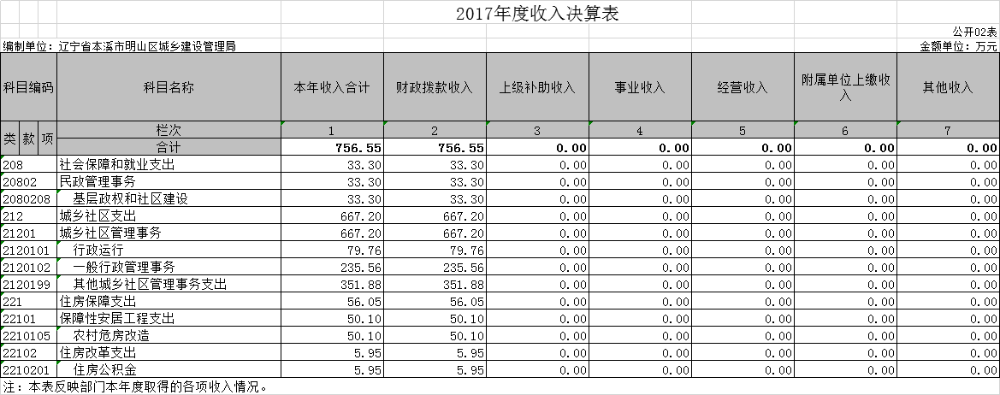 2017年度收入决算表
公开02表
编制单位：辽宁省本溪市明山区城乡建设管理局 金额单位：万元
科目编码 科目名称 本年收入合计 财政拨款收入 上级补助收入 事业收入 经营收入 附属单位上缴收入 其他收入
类 款 项 栏次 1 2 3 4 5 6 7
合计 756.55 756.55 0.00 0.00 0.00 0.00 0.00
208 社会保障和就业支出 33.30 33.30 0.00 0.00 0.00 0.00 0.00
20802 民政管理事务 33.30 33.30 0.00 0.00 0.00 0.00 0.00
2080208 基层政权和社区建设 33.30 33.30 0.00 0.00 0.00 0.00 0.00
212 城乡社区支出 667.20 667.20 0.00 0.00 0.00 0.00 0.00
21201 城乡社区管理事务 667.20 667.20 0.00 0.00 0.00 0.00 0.00
2120101 行政运行 79.76 79.76 0.00 0.00 0.00 0.00 0.00
2120102 一般行政管理事务 235.56 235.56 0.00 0.00 0.00 0.00 0.00
2120199 其他城乡社区管理事务支出 351.88 351.88 0.00 0.00 0.00 0.00 0.00
221 住房保障支出 56.05 56.05 0.00 0.00 0.00 0.00 0.00
22101 保障性安居工程支出 50.10 50.10 0.00 0.00 0.00 0.00 0.00
2210105 农村危房改造 50.10 50.10 0.00 0.00 0.00 0.00 0.00
22102 住房改革支出 5.95 5.95 0.00 0.00 0.00 0.00 0.00
2210201 住房公积金 5.95 5.95 0.00 0.00 0.00 0.00 0.00
注：本表反映部门本年度取得的各项收入情况。